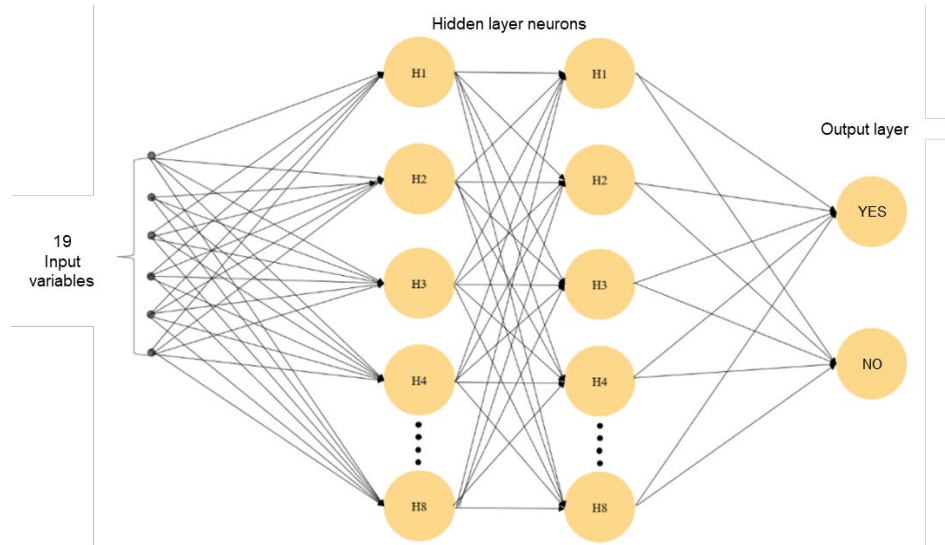 Hidden layer neurons
H1
H1
Output layer
H2
H2
YES
19
Input
variables
H3
H3
NO
H4
H4
H8
H8